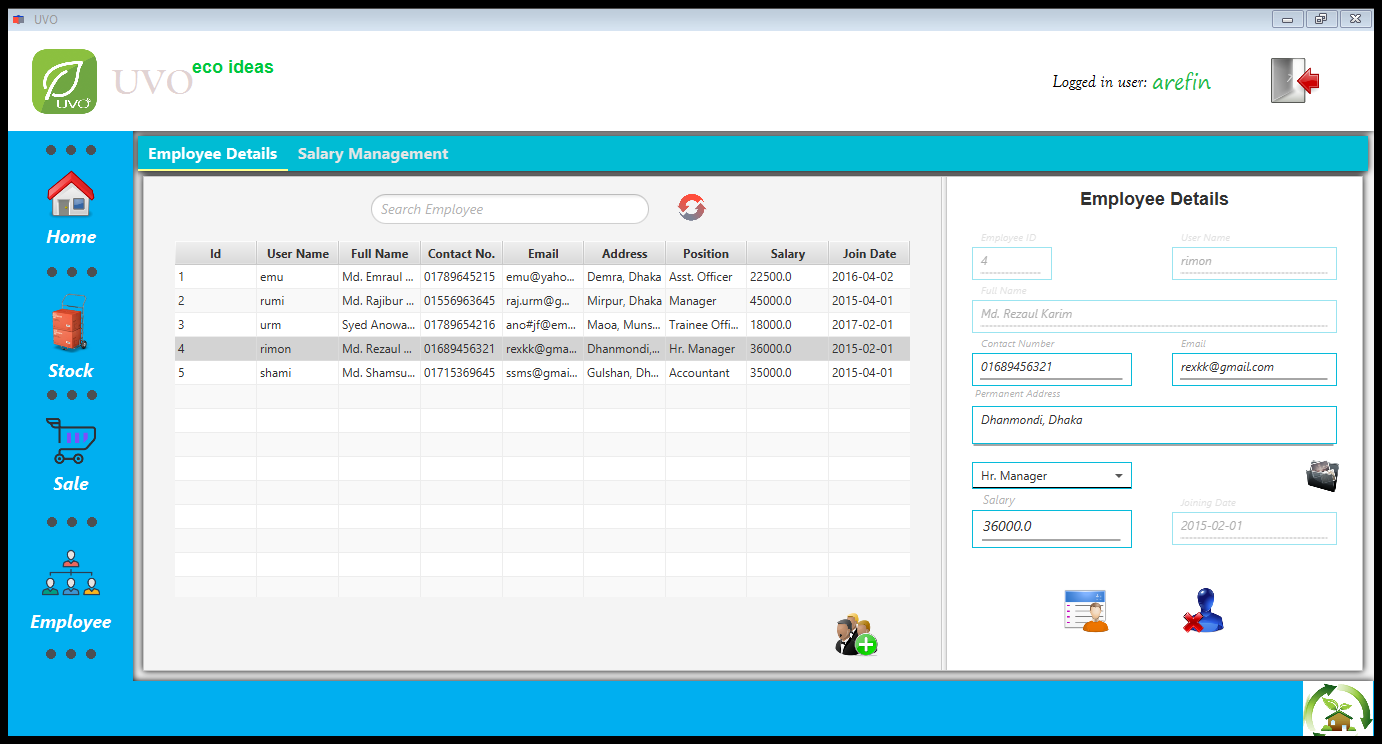 UVO
UVO
UVO eco ideas
Logged in user: arefin
Employee Details Salary Management
Home
Stock
Sale
Employee
Search Employee
Id User Name Full Name Contact No. Email Address Position Salary Join Date
1 emu Md. Emraul ... 01789645215 emu@yaho... Demra, Dhaka Asst. Officer 22500.0 2016-04-02
2 rumi Md. Rajibur ... 01556963645 raj.urm@g... Mirpur, Dhaka Manager 45000.0 2015-04-01
3 urm Syed Anowa... 01789654216 ano#jf@em... Maoa, Muns... Trainee Offi... 18000.0 2017-02-01
4 rimon Md. Rezaul ... 01689456321 rexkk@gma... Dhanmondi,... Hr. Manager 36000.0 2015-02-01
5 shami Md. Shamsu... 01715369645 ssms@gmai... Gulshan, Dh... Accountant 35000.0 2015-04-01
Employee Details
Employee ID User Name
4 rimon
Full Name
Md. Rezaul Karim
Contact Number Email
01689456321 rexkk@gmail.com
Permanent Address
Dhanmondi, Dhaka
Hr. Manager
Salary Joining Date
36000.0 2015-02-01